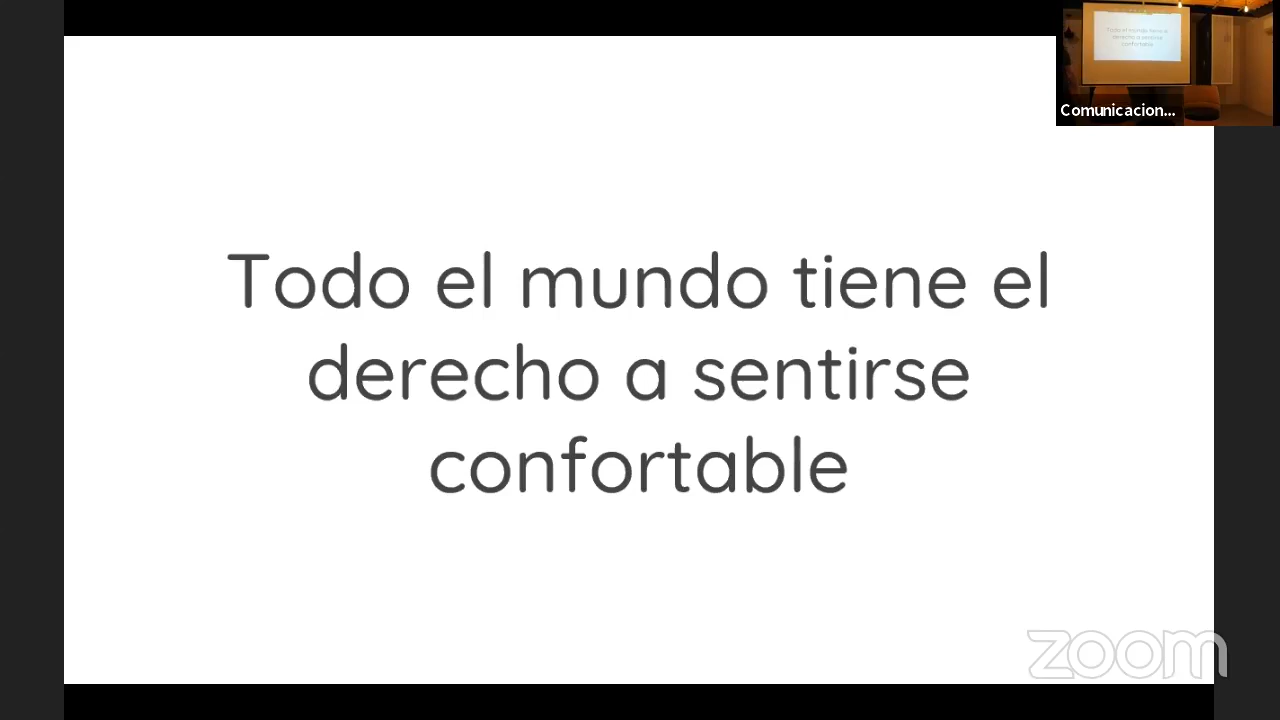 Comunicacion...
Todo el mundo tiene el
derecho a sentirse
confortable
zoom